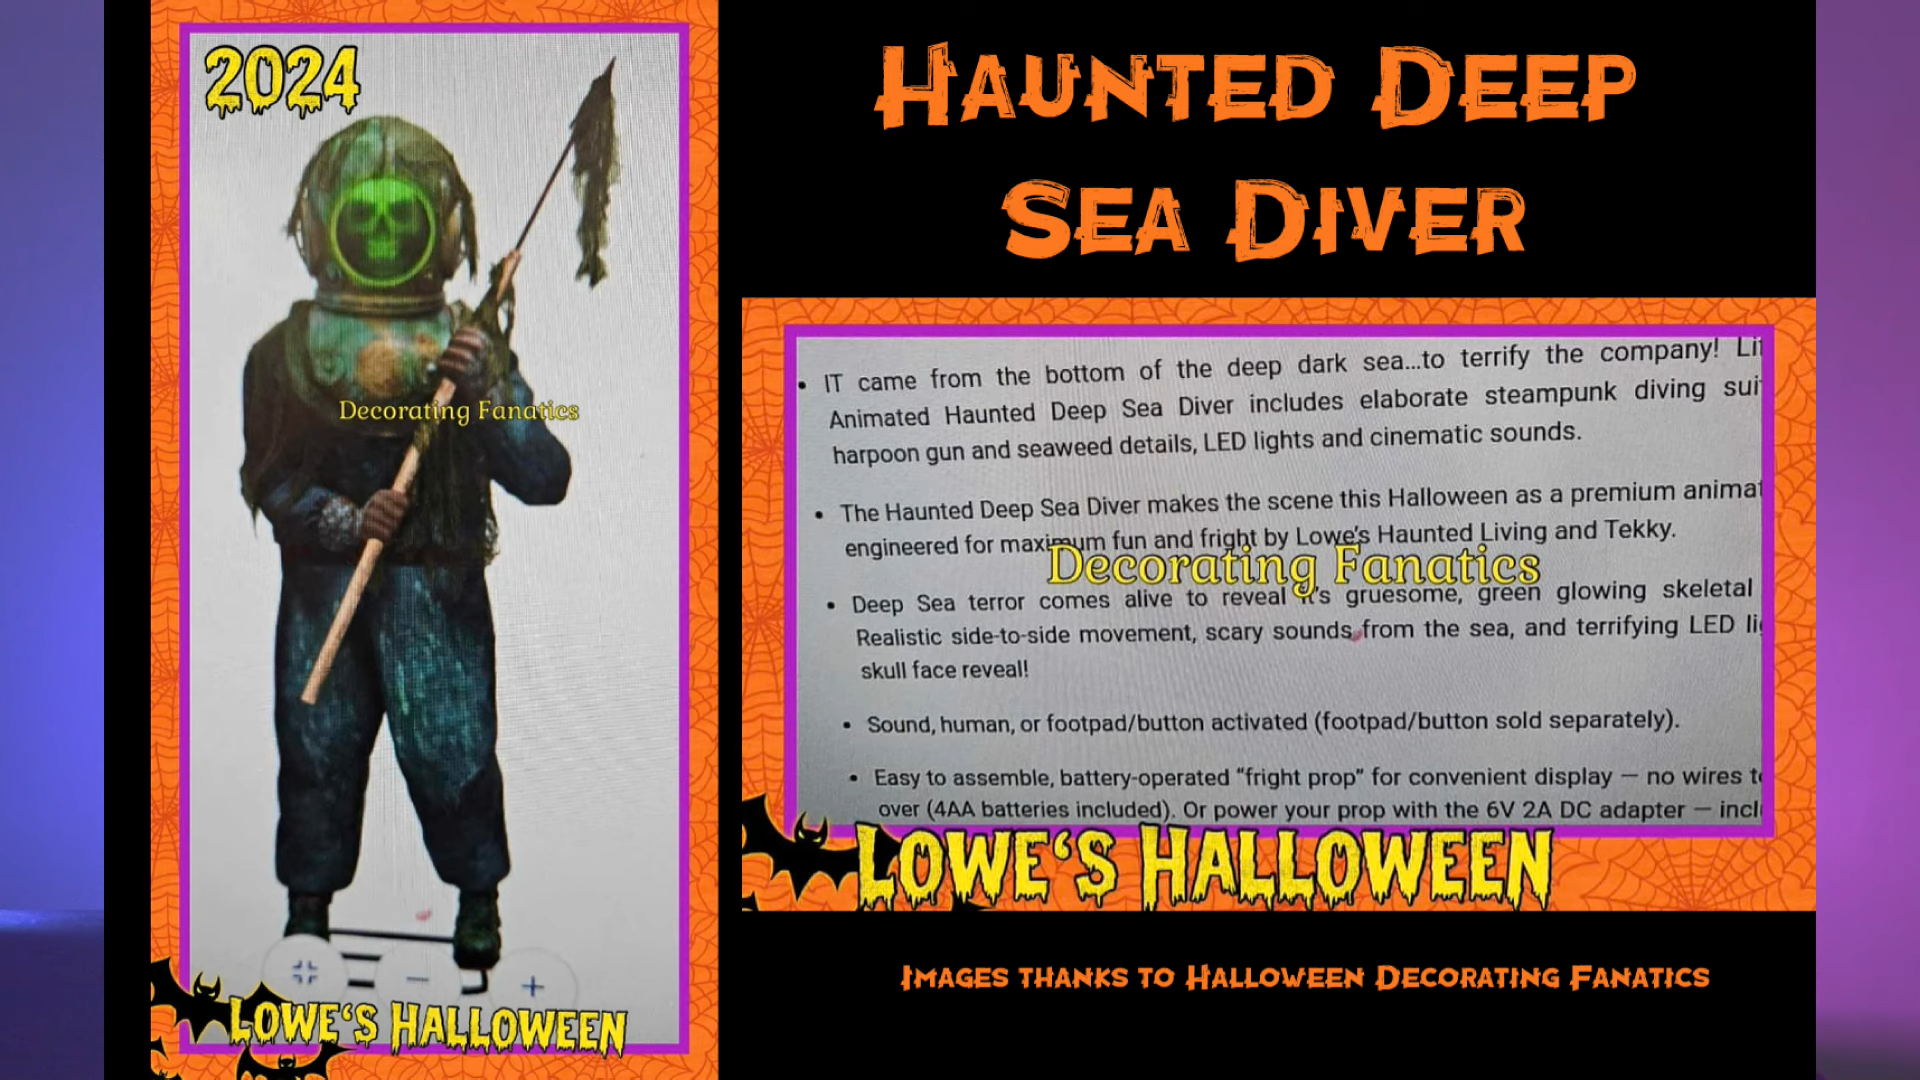 2024
Decorating Fanatics
LOWE'S HALLOWEEN
HAUNTED DEEP
SEA DIVER
• IT came from the bottom of the deep dark sea...to terrify the company!
Animated Haunted Deep Sea Diver includes elaborate steampunk diving
harpoon gun and seaweed details, LED lights and cinematic sounds.
• The Haunted Deep Sea Diver makes the scene this Halloween as a premium
engineered for maximum fun and fright by Lowe's Haunted Living and Tekky.
Decorating Fanatics
• Deep Sea terror comes alive to reveal it's gruesome, green glowing skeletal
Realistic side-to-side movement, scary sounds from the sea, and terrifying LED
skull face reveal!
• Sound, human, or footpad/button activated (footpad/button sold separately).
• Easy to assemble, battery-operated "fright prop" for convenient display — no wires
over (4AA batteries included). Or power your prop with the 6V 2A DC adapter —
LOWE'S HALLOWEEN
IMAGES THANKS TO HALLOWEEN DECORATING FANATICS